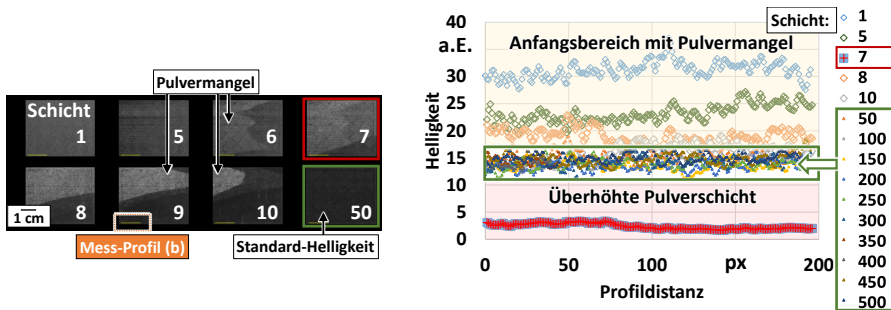 Pulvermangel
Schicht
1
5
6
7
8
9
10
50
1 cm
Mess-Profil (b)
Standard-Helligkeit
40
a.E.
30
25
20
15
10
5
0
Helligkeit
Anfangsbereich mit Pulvermangel
Überhöhte Pulverschicht
0
50
100
px
200
Profildistanz
Schicht:
1
5
7
8
10
50
100
150
200
250
300
350
400
450
500